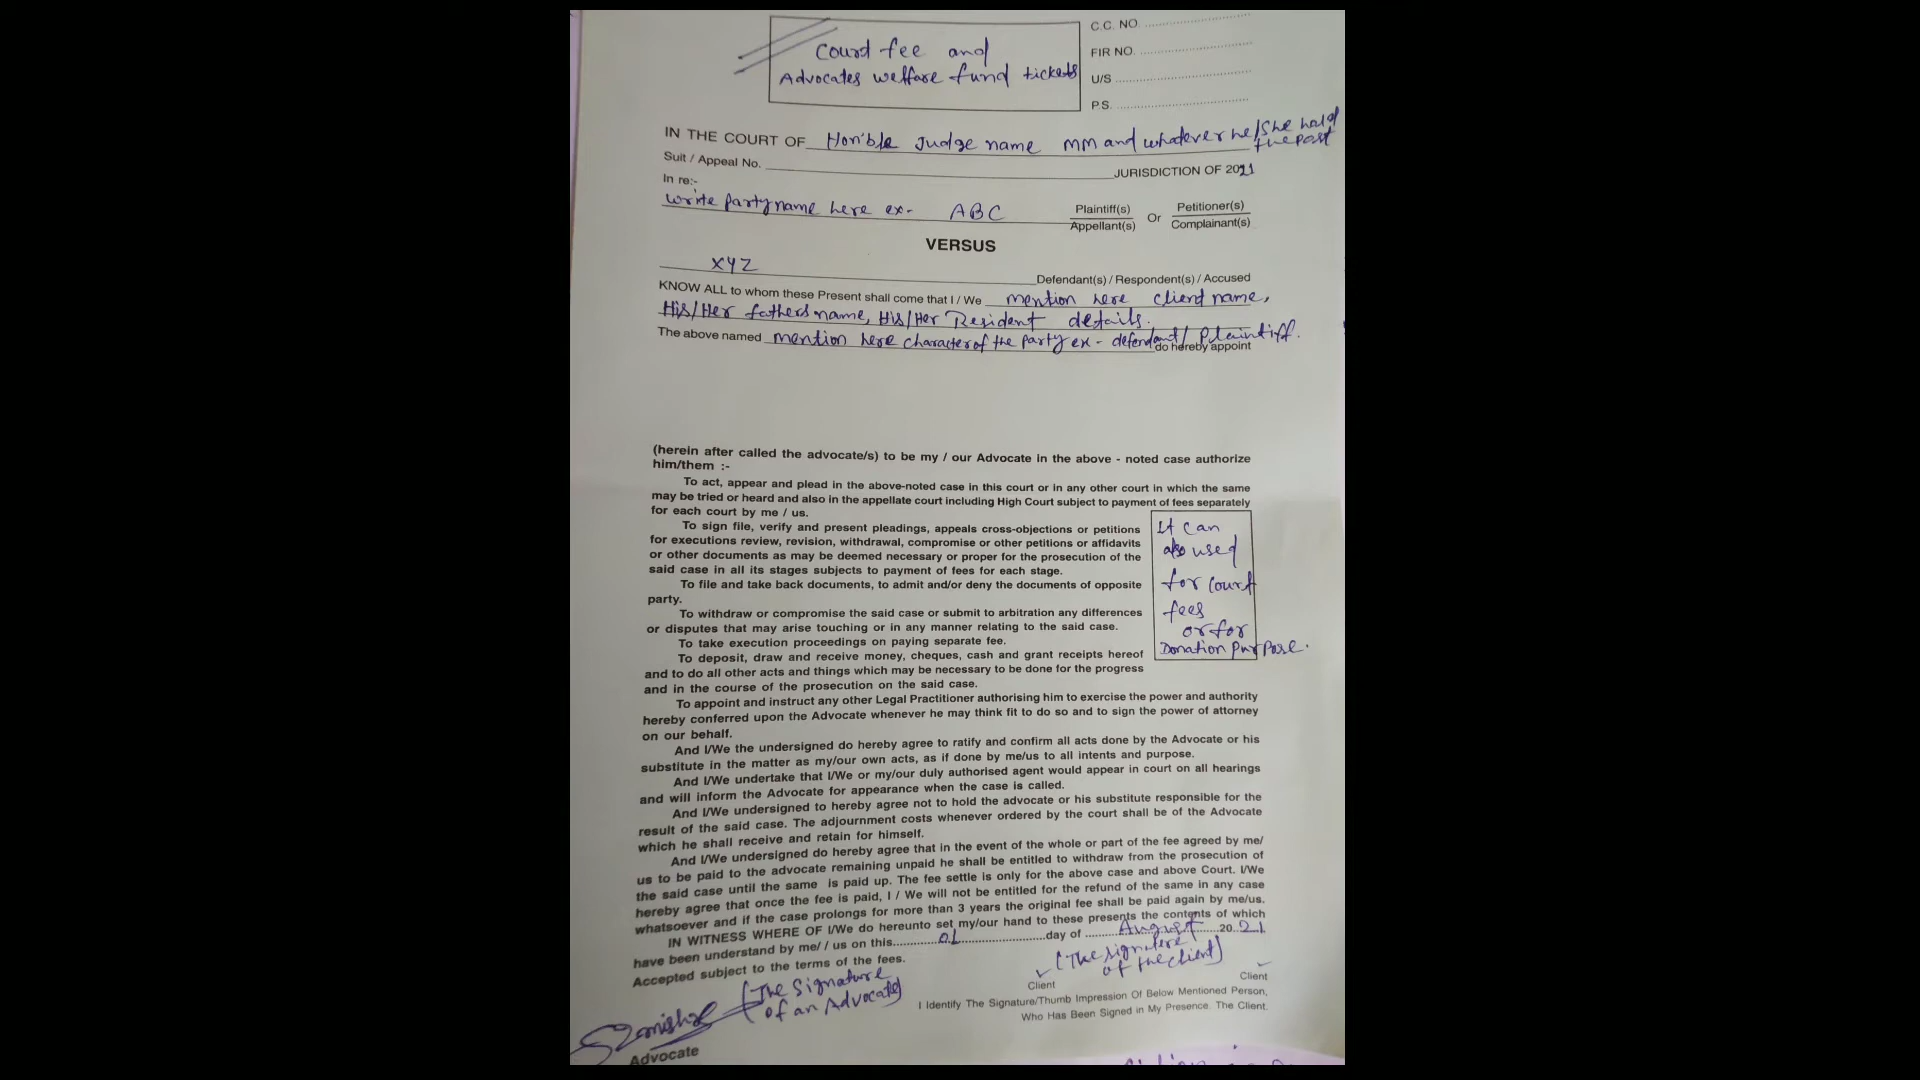 Court fee and
Advocates welfare fund tickets
C.C. NO.
FIR NO.
U/S
P.S.
IN THE COURT OF Hon'ble Judge name MM and whatever he/she hold the post
Suit / Appeal No. JURISDICTION OF 2021
In re:-
write party name here ex- ABC Plaintiff(s) Or Petitioner(s)
Appellant(s) Complainant(s)
VERSUS
XYZ Defendant(s) / Respondent(s) / Accused
KNOW ALL to whom these Present shall come that I / We mention here client name,
His/Her fathers name, His/Her Resident details.
The above named mention here character of the party ex- defendant/ Plaintiff.
do hereby appoint
(herein after called the advocate/s) to be my / our Advocate in the above - noted case authorize
him/them :-
To act, appear and plead in the above-noted case in this court or in any other court in which the same
may be tried or heard and also in the appellate court including High Court subject to payment of fees separately
for each court by me / us.
To sign file, verify and present pleadings, appeals cross-objections or petitions
for executions review, revision, withdrawal, compromise or other petitions or affidavits
or other documents as may be deemed necessary or proper for the prosecution of the
said case in all its stages subjects to payment of fees for each stage.
To file and take back documents, to admit and/or deny the documents of opposite
party.
To withdraw or compromise the said case or submit to arbitration any differences
or disputes that may arise touching or in any manner relating to the said case.
To take execution proceedings on paying separate fee.
To deposit, draw and receive money, cheques, cash and grant receipts hereof
and to do all other acts and things which may be necessary to be done for the progress
and in the course of the prosecution on the said case.
It can
also used
for court
fees
or for
Donation purpose.
To appoint and instruct any other Legal Practitioner authorising him to exercise the power and authority
hereby conferred upon the Advocate whenever he may think fit to do so and to sign the power of attorney
on our behalf.
And I/We the undersigned do hereby agree to ratify and confirm all acts done by the Advocate or his
substitute in the matter as my/our own acts, as if done by me/us to all intents and purpose.
And I/We undertake that I/We or my/our duly authorised agent would appear in court on all hearings
and will inform the Advocate for appearance when the case is called.
And I/We undersigned to hereby agree not to hold the advocate or his substitute responsible for the
result of the said case. The adjournment costs whenever ordered by the court shall be of the Advocate
which he shall receive and retain for himself.
And I/We undersigned do hereby agree that in the event of the whole or part of the fee agreed by me/
us to be paid to the advocate remaining unpaid he shall be entitled to withdraw from the prosecution of
the said case until the same is paid up. The fee settle is only for the above case and above Court. I/We
hereby agree that once the fee is paid, I / We will not be entitled for the refund of the same in any case
whatsoever and if the case prolongs for more than 3 years the original fee shall be paid again by me/us.
IN WITNESS WHERE OF I/We do hereunto set my/our hand to these presents the contents of which
have been understand by me/ / us on this 01 day of August 2021
Accepted subject to the terms of the fees.
(The signature
of the client)
Client Client
(The Signature
of an Advocate)
I Identify The Signature/Thumb Impression Of Below Mentioned Person,
Who Has Been Signed in My Presence. The Client.
Advocate